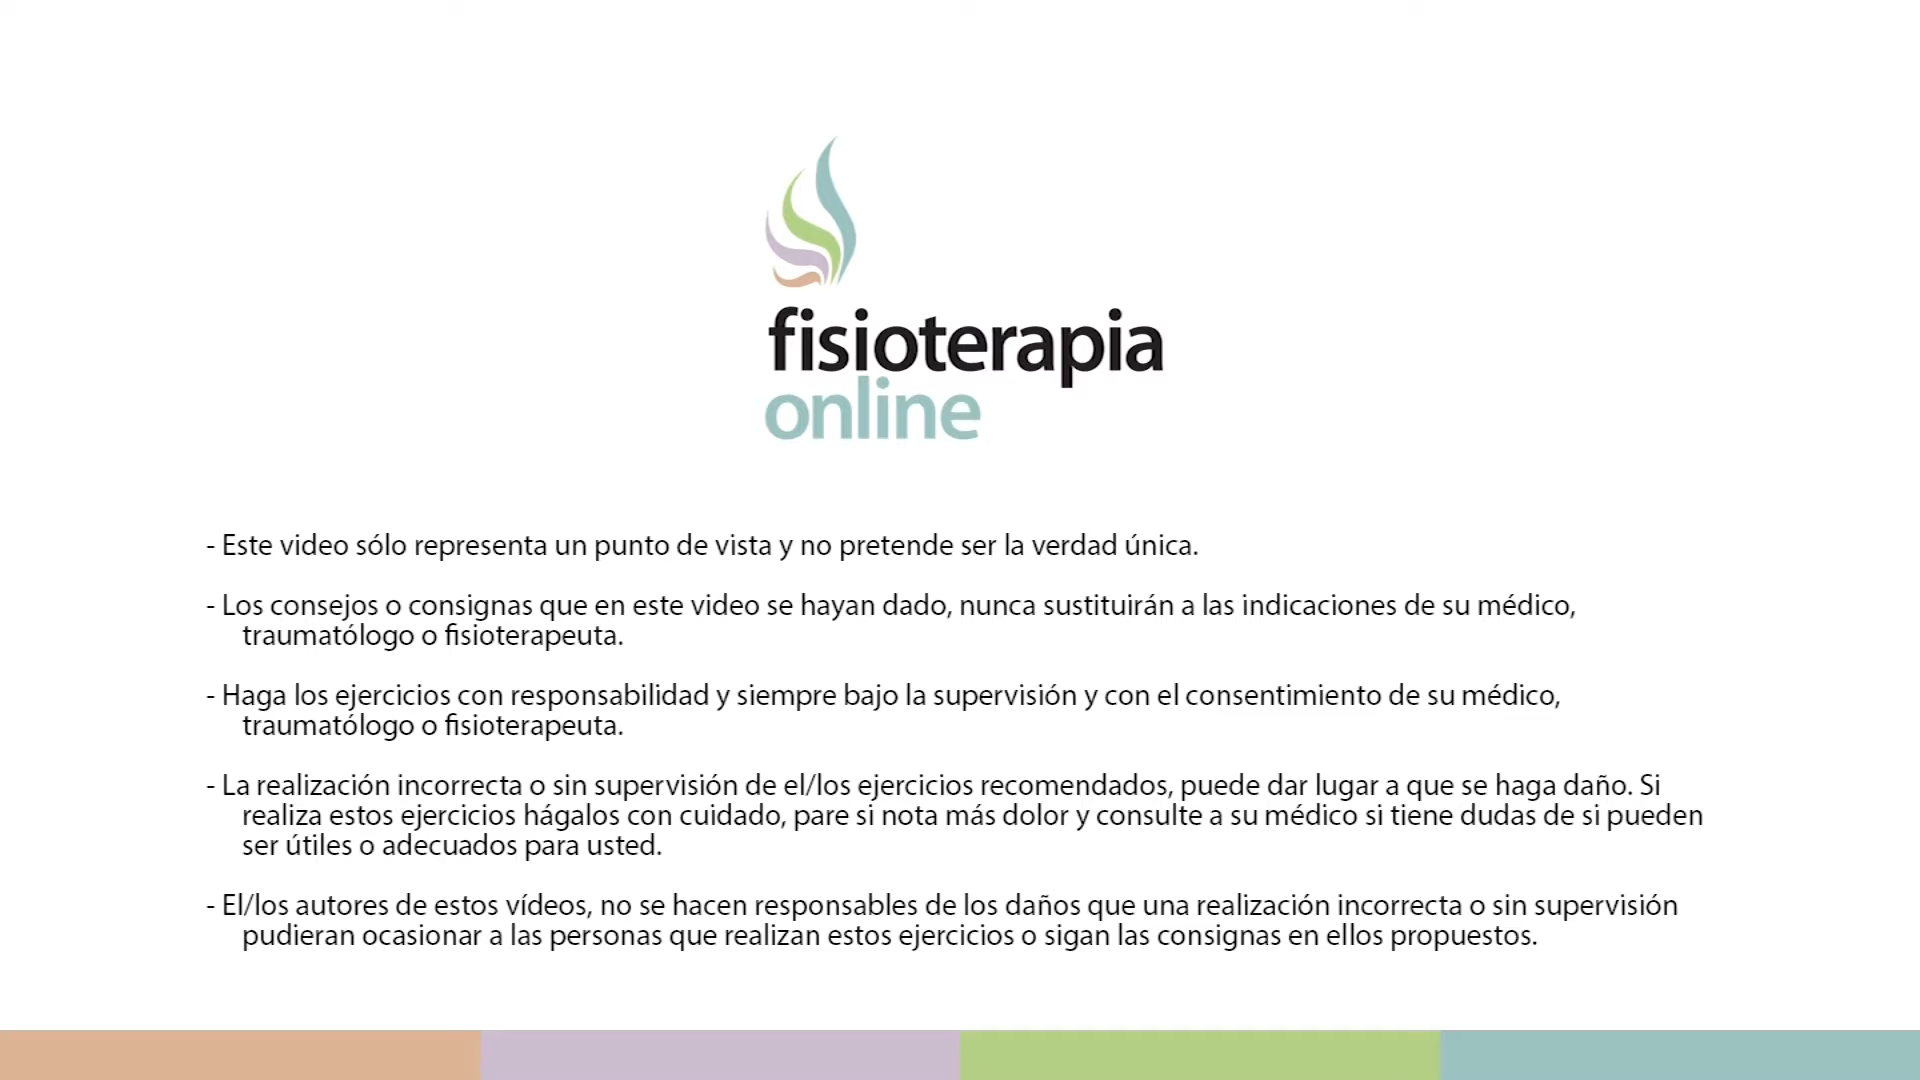 fisioterapia
online
- Este video sólo representa un punto de vista y no pretende ser la verdad única.
- Los consejos o consignas que en este video se hayan dado, nunca sustituirán a las indicaciones de su médico,
traumatólogo o fisioterapeuta.
- Haga los ejercicios con responsabilidad y siempre bajo la supervisión y con el consentimiento de su médico,
traumatólogo o fisioterapeuta.
- La realización incorrecta o sin supervisión de el/los ejercicios recomendados, puede dar lugar a que se haga daño. Si
realiza estos ejercicios hágalos con cuidado, pare si nota más dolor y consulte a su médico si tiene dudas de si pueden
ser útiles o adecuados para usted.
- El/los autores de estos vídeos, no se hacen responsables de los daños que una realización incorrecta o sin supervisión
pudieran ocasionar a las personas que realizan estos ejercicios o sigan las consignas en ellos propuestos.